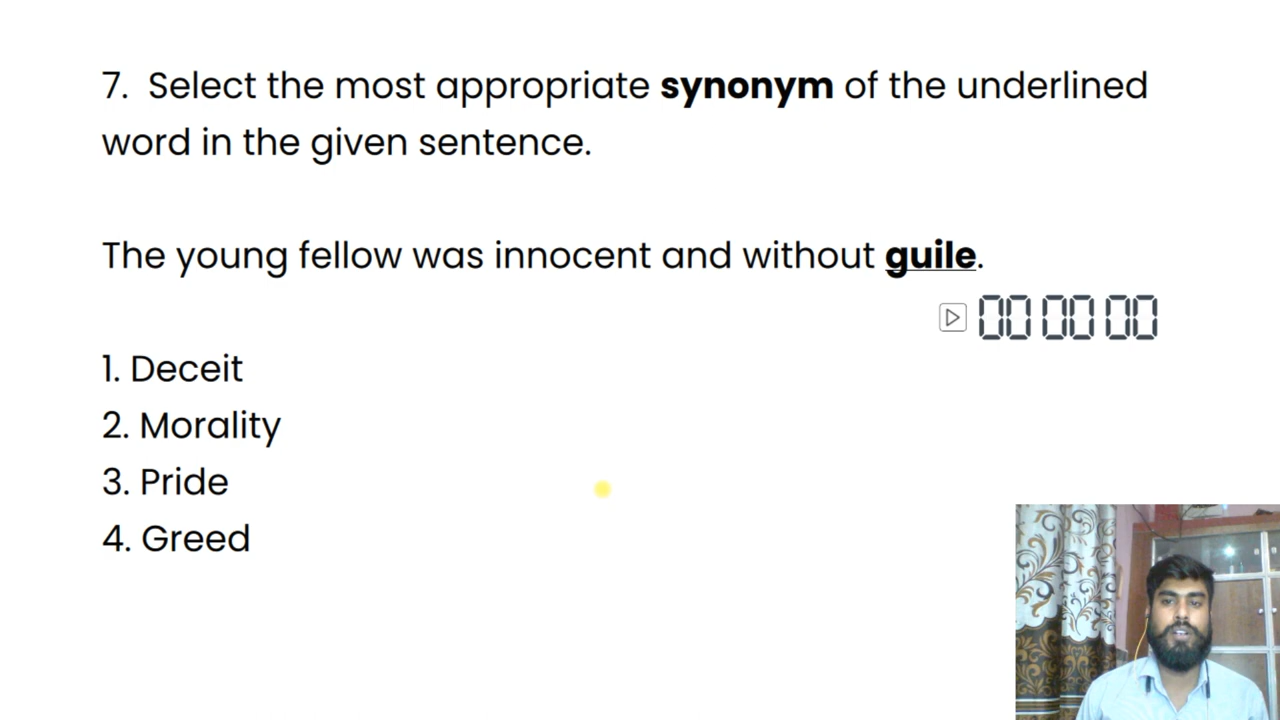 7. Select the most appropriate synonym of the underlined
word in the given sentence.
The young fellow was innocent and without guile.
00 00 00
1. Deceit
2. Morality
3. Pride
4. Greed